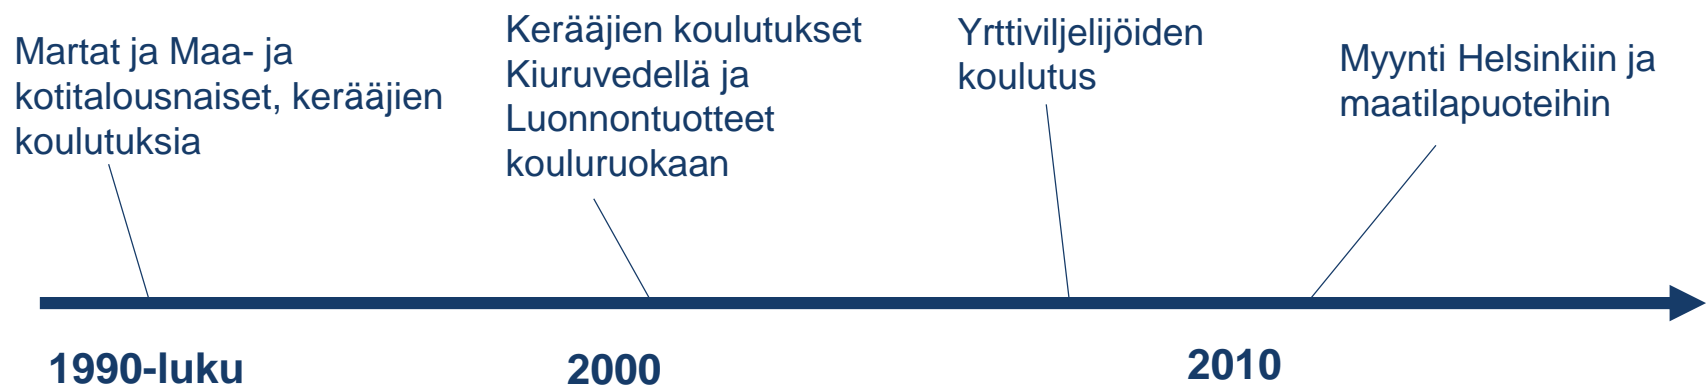 Martat ja Maa- ja
kotitalousnaiset, kerääjien
koulutuksia
Kerääjien koulutukset
Kiuruvedellä ja
Luonnontuotteet
kouluruokaan
Yrttiviljelijöiden
koulutus
Myynti Helsinkiin ja
maatilapuoteihin
1990-luku
2000
2010